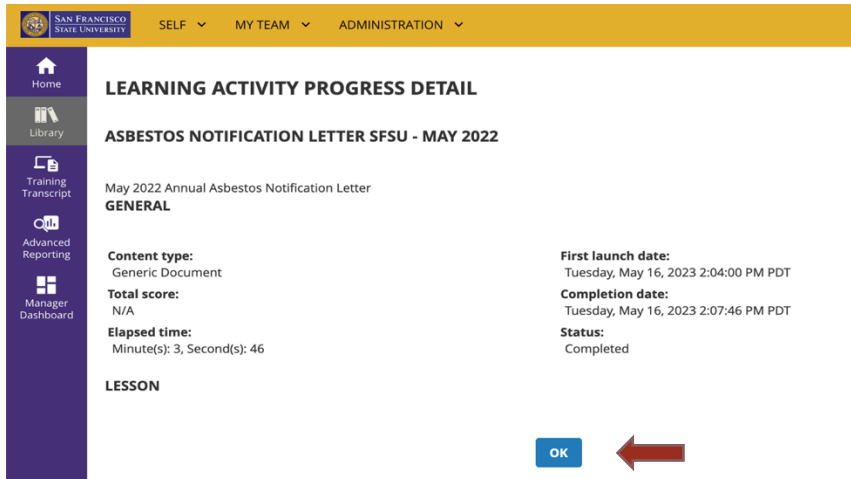 SAN FRANCISCO
STATE UNIVERSITY
SELF
MY TEAM
ADMINISTRATION
Home
Library
Training
Transcript
Advanced
Reporting
Manager
Dashboard
LEARNING ACTIVITY PROGRESS DETAIL
ASBESTOS NOTIFICATION LETTER SFSU - MAY 2022
May 2022 Annual Asbestos Notification Letter
GENERAL
Content type:
Generic Document
Total score:
N/A
Elapsed time:
Minute(s): 3, Second(s): 46
First launch date:
Tuesday, May 16, 2023 2:04:00 PM PDT
Completion date:
Tuesday, May 16, 2023 2:07:46 PM PDT
Status:
Completed
LESSON
OK